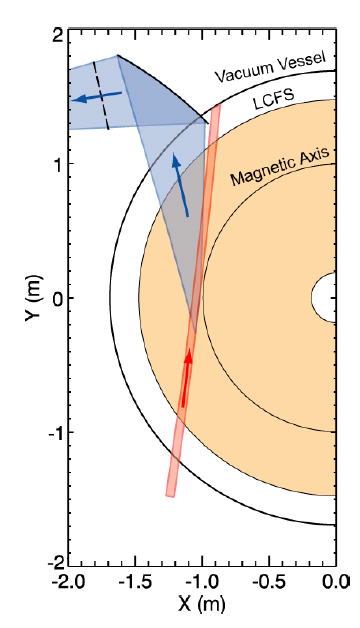 2
Vacuum Vessel
LCFS
1
Magnetic Axis
Y (m)
0
-1
-2
-2.0 -1.5 -1.0 -0.5 0.0
X (m)